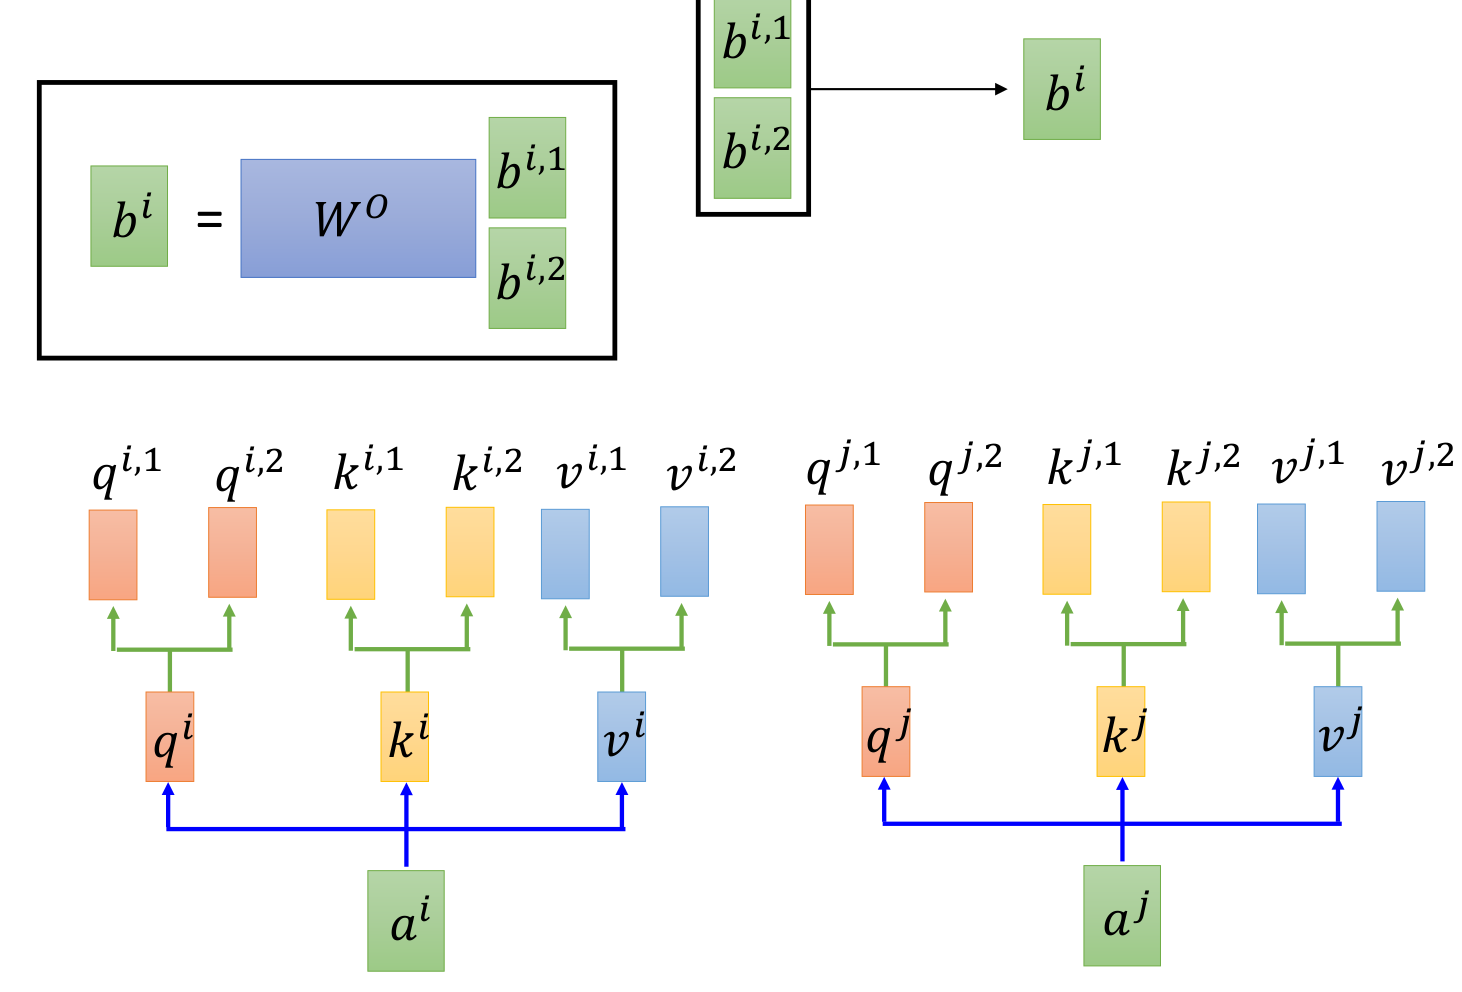 b^{i,1}
b^{i,2}
b^i
b^i = W^O b^{i,1}
b^{i,2}
q^{i,1} q^{i,2} k^{i,1} k^{i,2} v^{i,1} v^{i,2} q^{j,1} q^{j,2} k^{j,1} k^{j,2} v^{j,1} v^{j,2}
q^i k^i v^i q^j k^j v^j
a^i a^j